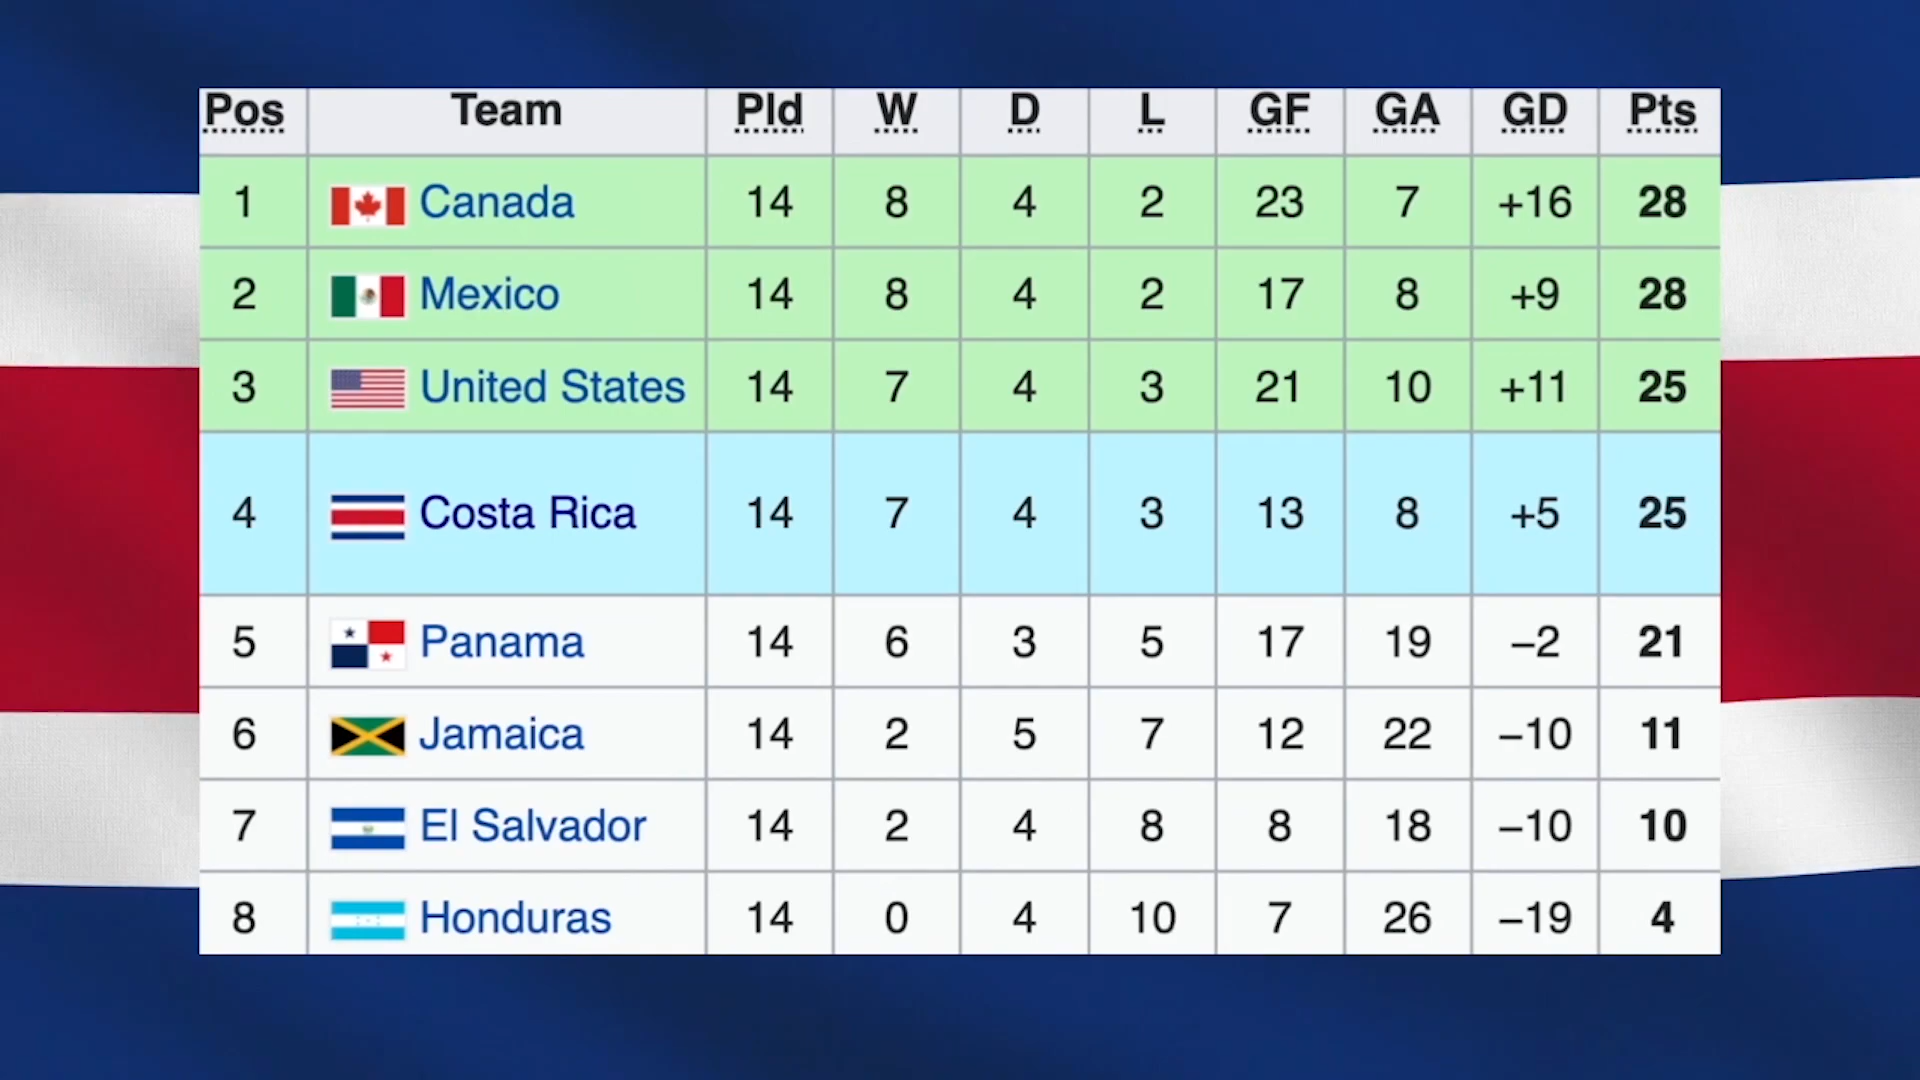 Pos Team Pld W D L GF GA GD Pts
1 Canada 14 8 4 2 23 7 +16 28
2 Mexico 14 8 4 2 17 8 +9 28
3 United States 14 7 4 3 21 10 +11 25
4 Costa Rica 14 7 4 3 13 8 +5 25
5 Panama 14 6 3 5 17 19 −2 21
6 Jamaica 14 2 5 7 12 22 −10 11
7 El Salvador 14 2 4 8 8 18 −10 10
8 Honduras 14 0 4 10 7 26 −19 4